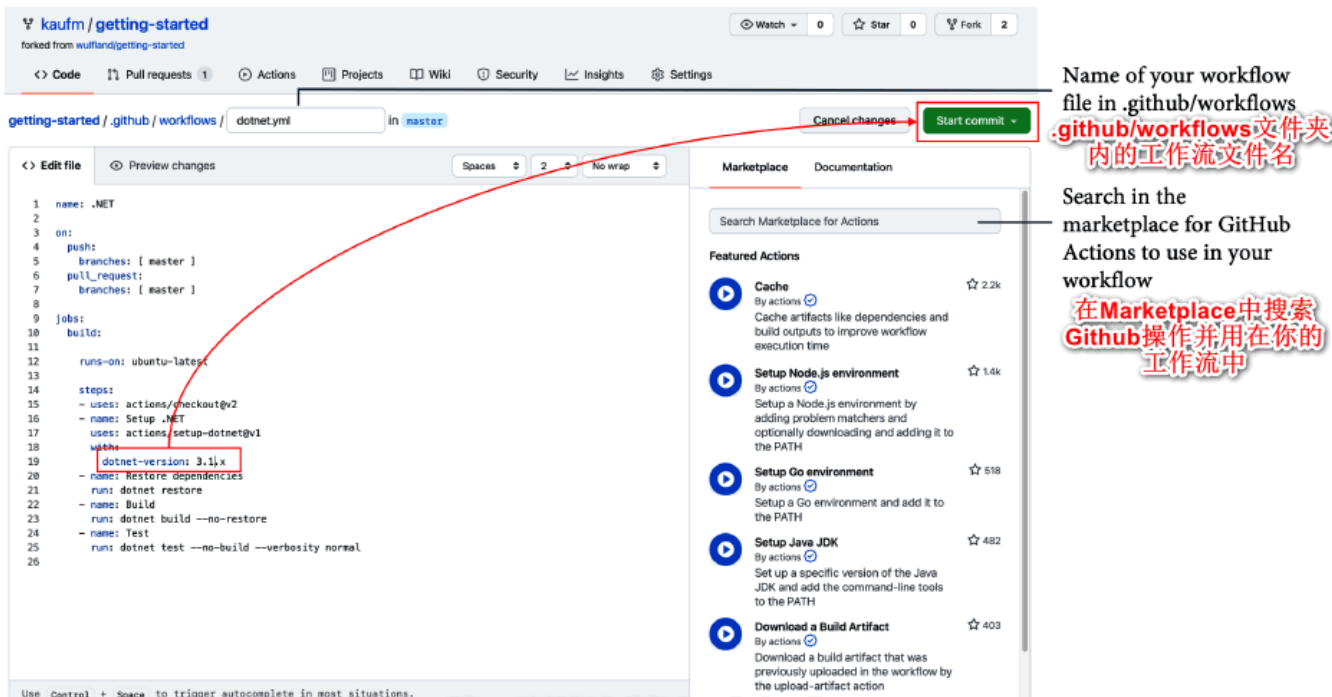 kaufm / getting-started
Watch 0 Star 0 Fork 2
forked from wulfland/getting-started
Code Pull requests 1 Actions Projects Wiki Security Insights Settings
getting-started / .github / workflows / dotnet.yml in master
Cancel changes Start commit
Name of your workflow
file in .github/workflows
.github/workflows文件夹
内的工作流文件名
<> Edit file Preview changes Spaces 2 No wrap
1 name: .NET
2
3 on:
4 push:
5 branches: [ master ]
6 pull_request:
7 branches: [ master ]
8
9 jobs:
10 build:
11
12 runs-on: ubuntu-latest
13
14 steps:
15 - uses: actions/checkout@v2
16 - name: Setup .NET
17 uses: actions/setup-dotnet@v1
18 with:
19 dotnet-version: 3.1.x
20 - name: Restore dependencies
21 run: dotnet restore
22 - name: Build
23 run: dotnet build --no-restore
24 - name: Test
25 run: dotnet test --no-build --verbosity normal
26
Use Control + Space to trigger autocomplete in most situations.
Marketplace Documentation
Search Marketplace for Actions
Featured Actions
Cache 2.2k
By actions
Cache artifacts like dependencies and
build outputs to improve workflow
execution time
Setup Node.js environment 1.4k
By actions
Setup a Node.js environment by
adding problem matchers and
optionally downloading and adding it to
the PATH
Setup Go environment 518
By actions
Setup a Go environment and add it to
the PATH
Setup Java JDK 482
By actions
Set up a specific version of the Java
JDK and add the command-line tools
to the PATH
Download a Build Artifact 403
By actions
Download a build artifact that was
previously uploaded in the workflow by
the upload-artifact action
Search in the
marketplace for GitHub
Actions to use in your
workflow
在Marketplace中搜索
Github操作并用在你的
工作流中